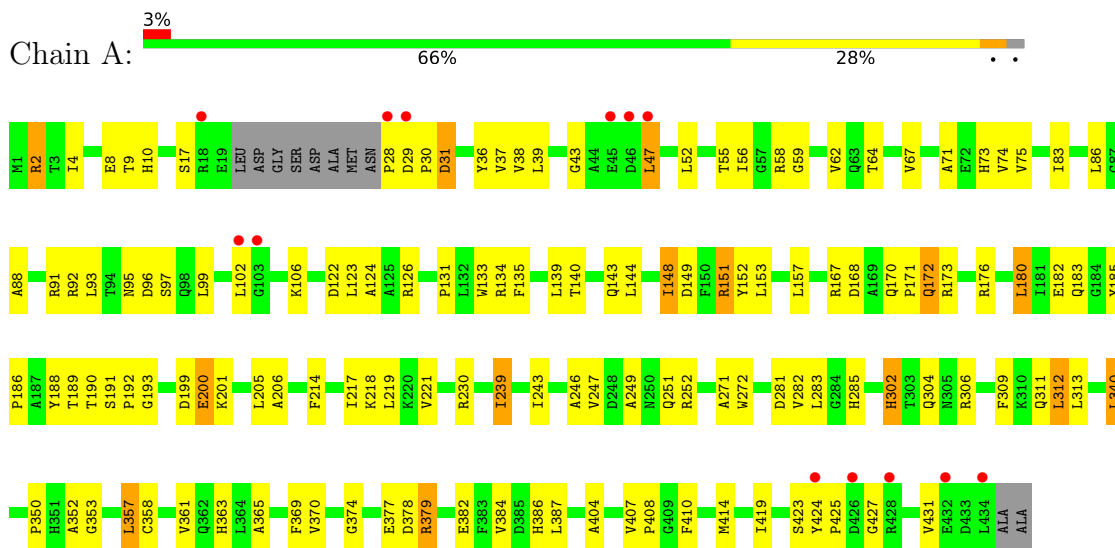 3%
Chain A:
66% 28% • •
M1 R2 T3 I4 E8 T9 H10 S17 R18 E19 LEU ASP GLY SER ASP ALA MET ASN P28 D29 P30 D31 Y36 V37 V38 L39 G43 A44 E45 D46 L47 L52 T55 I56 G57 R58 G59 V62 Q63 T64 V67 A71 E72 H73 V74 V75 I83 L86 G87
A88 R91 R92 L93 T94 N95 D96 S97 Q98 L99 L102 G103 K106 D122 L123 A124 A125 R126 P131 L132 W133 R134 F135 L139 T140 Q143 L144 I148 D149 F150 R151 Y152 L153 L157 R167 D168 A169 Q170 P171 Q172 R173 R176 L180 I181 E182 Q183 G184 Y185
P186 A187 Y188 T189 T190 S191 P192 G193 D199 E200 K201 L205 A206 F214 I217 K218 L219 K220 V221 R230 I239 I243 A246 V247 D248 A249 N250 Q251 R252 A271 W272 D281 V282 L283 G284 H285 H302 T303 Q304 N305 R306 F309 K310 Q311 L312 L313
P350 H351 A352 G353 L357 C358 V361 Q362 H363 L364 A365 F369 V370 G374 E377 D378 R379 E382 F383 V384 D385 H386 L387 A404 V407 P408 G409 F410 M414 I419 S423 Y424 P425 D426 G427 R428 V431 E432 D433 L434 ALA ALA